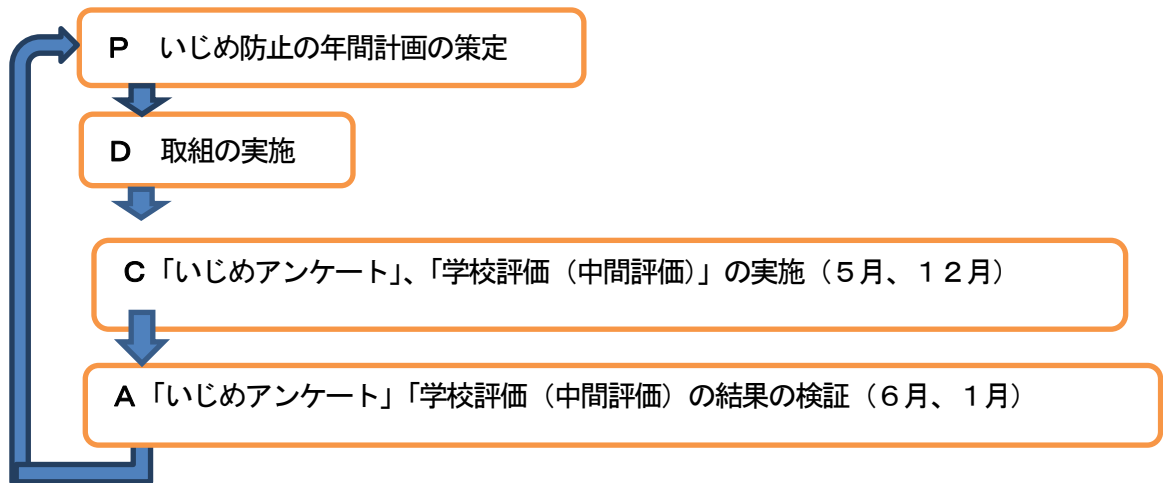 P いじめ防止の年間計画の策定
D 取組の実施
C「いじめアンケート」、「学校評価（中間評価）」の実施（５月、１２月）
A「いじめアンケート」「学校評価（中間評価）の結果の検証（６月、１月）